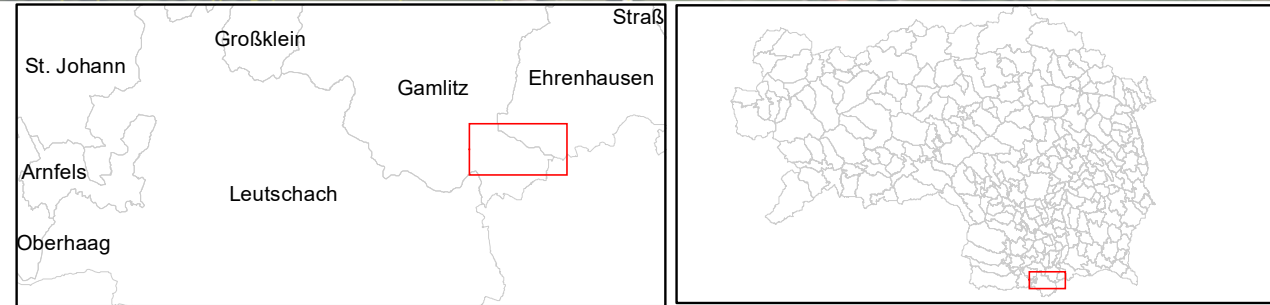 Straß
Großklein
St. Johann
Gamlitz
Ehrenhausen
Arnfels
Leutschach
Oberhaag